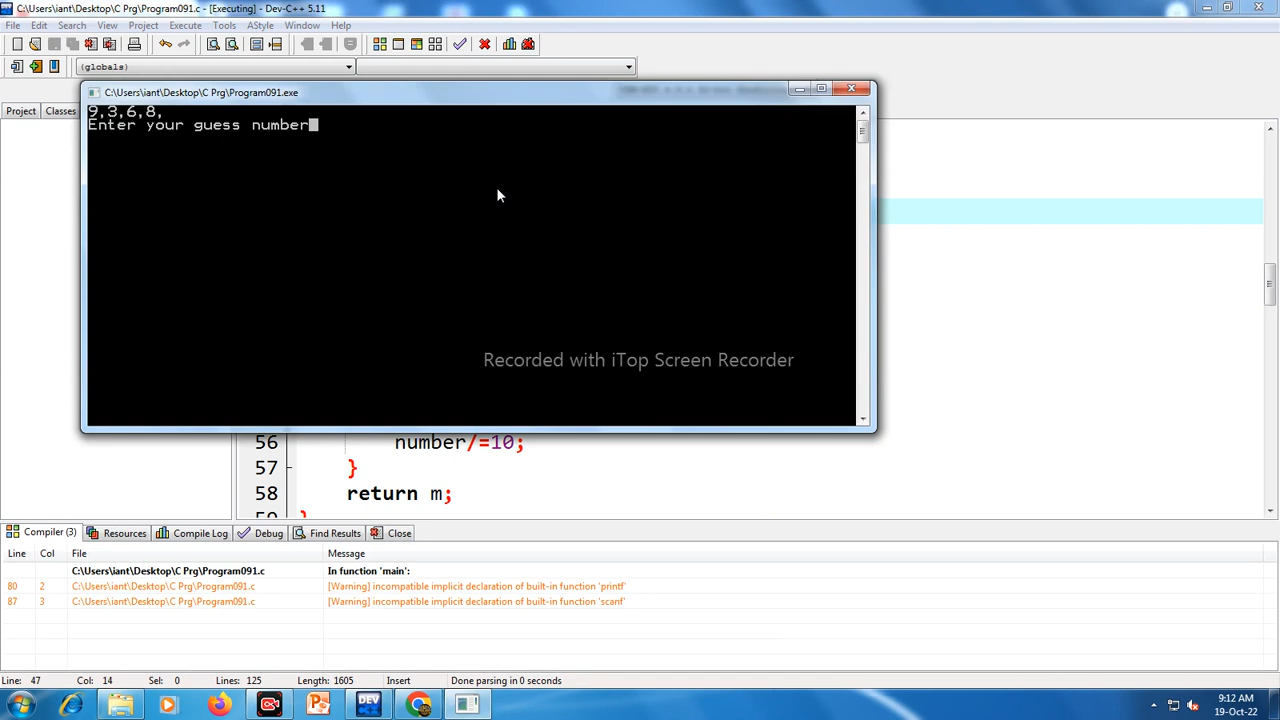 C:\Users\iant\Desktop\C Prg\Program091.c - [Executing] - Dev-C++ 5.11
File Edit Search View Project Execute Tools AStyle Window Help
(globals)
C:\Users\iant\Desktop\C Prg\Program091.exe
Project Classes
9,3,6,8,
Enter your guess number
Recorded with iTop Screen Recorder
56 number/=10;
57 }
58 return m;
59 }
Compiler (3) Resources Compile Log Debug Find Results Close
Line Col File Message
C:\Users\iant\Desktop\C Prg\Program091.c In function 'main':
80 2 C:\Users\iant\Desktop\C Prg\Program091.c [Warning] incompatible implicit declaration of built-in function 'printf'
87 3 C:\Users\iant\Desktop\C Prg\Program091.c [Warning] incompatible implicit declaration of built-in function 'scanf'
Line: 47 Col: 14 Sel: 0 Lines: 125 Length: 1605 Insert Done parsing in 0 seconds
9:12 AM
19-Oct-22